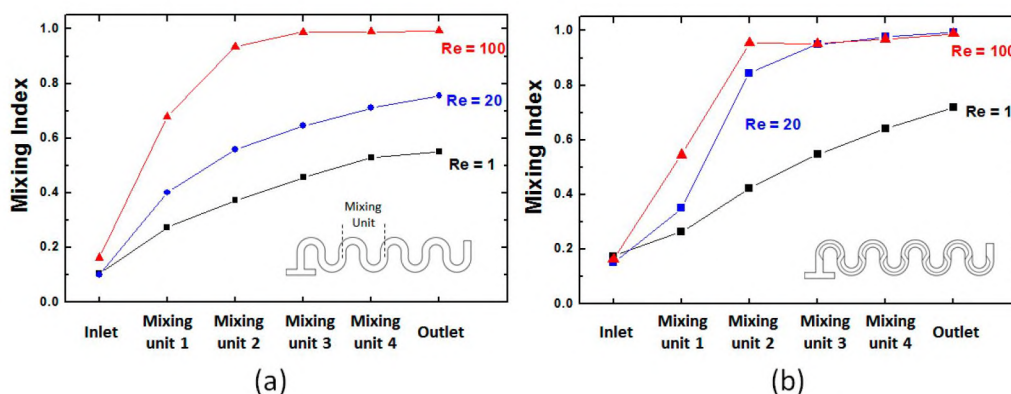 1.0
0.8
0.6
0.4
0.2
0.0
Mixing Index
Re = 100
Re = 20
Re = 1
Mixing
Unit
Inlet
Mixing
unit 1
Mixing
unit 2
Mixing
unit 3
Mixing
unit 4
Outlet
(a)
1.0
0.8
0.6
0.4
0.2
0.0
Mixing Index
Re = 100
Re = 20
Re = 1
Inlet
Mixing
unit 1
Mixing
unit 2
Mixing
unit 3
Mixing
unit 4
Outlet
(b)